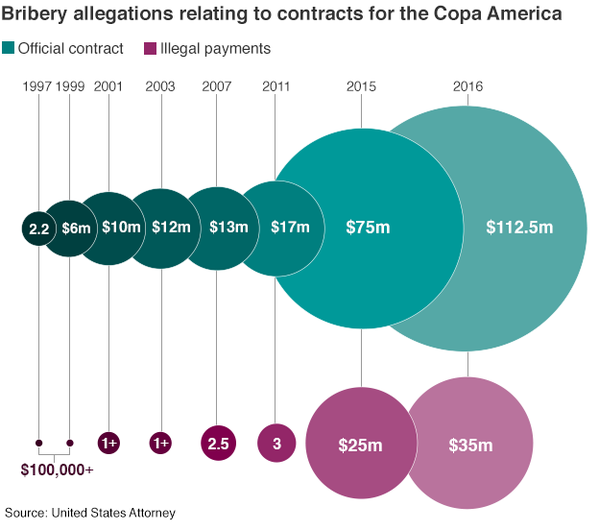 Bribery allegations relating to contracts for the Copa America
Official contract Illegal payments
1997 1999 2001 2003 2007 2011 2015 2016
2.2 $6m $10m $12m $13m $17m $75m $112.5m
1+ 1+ 2.5 3 $25m $35m
$100,000+
Source: United States Attorney